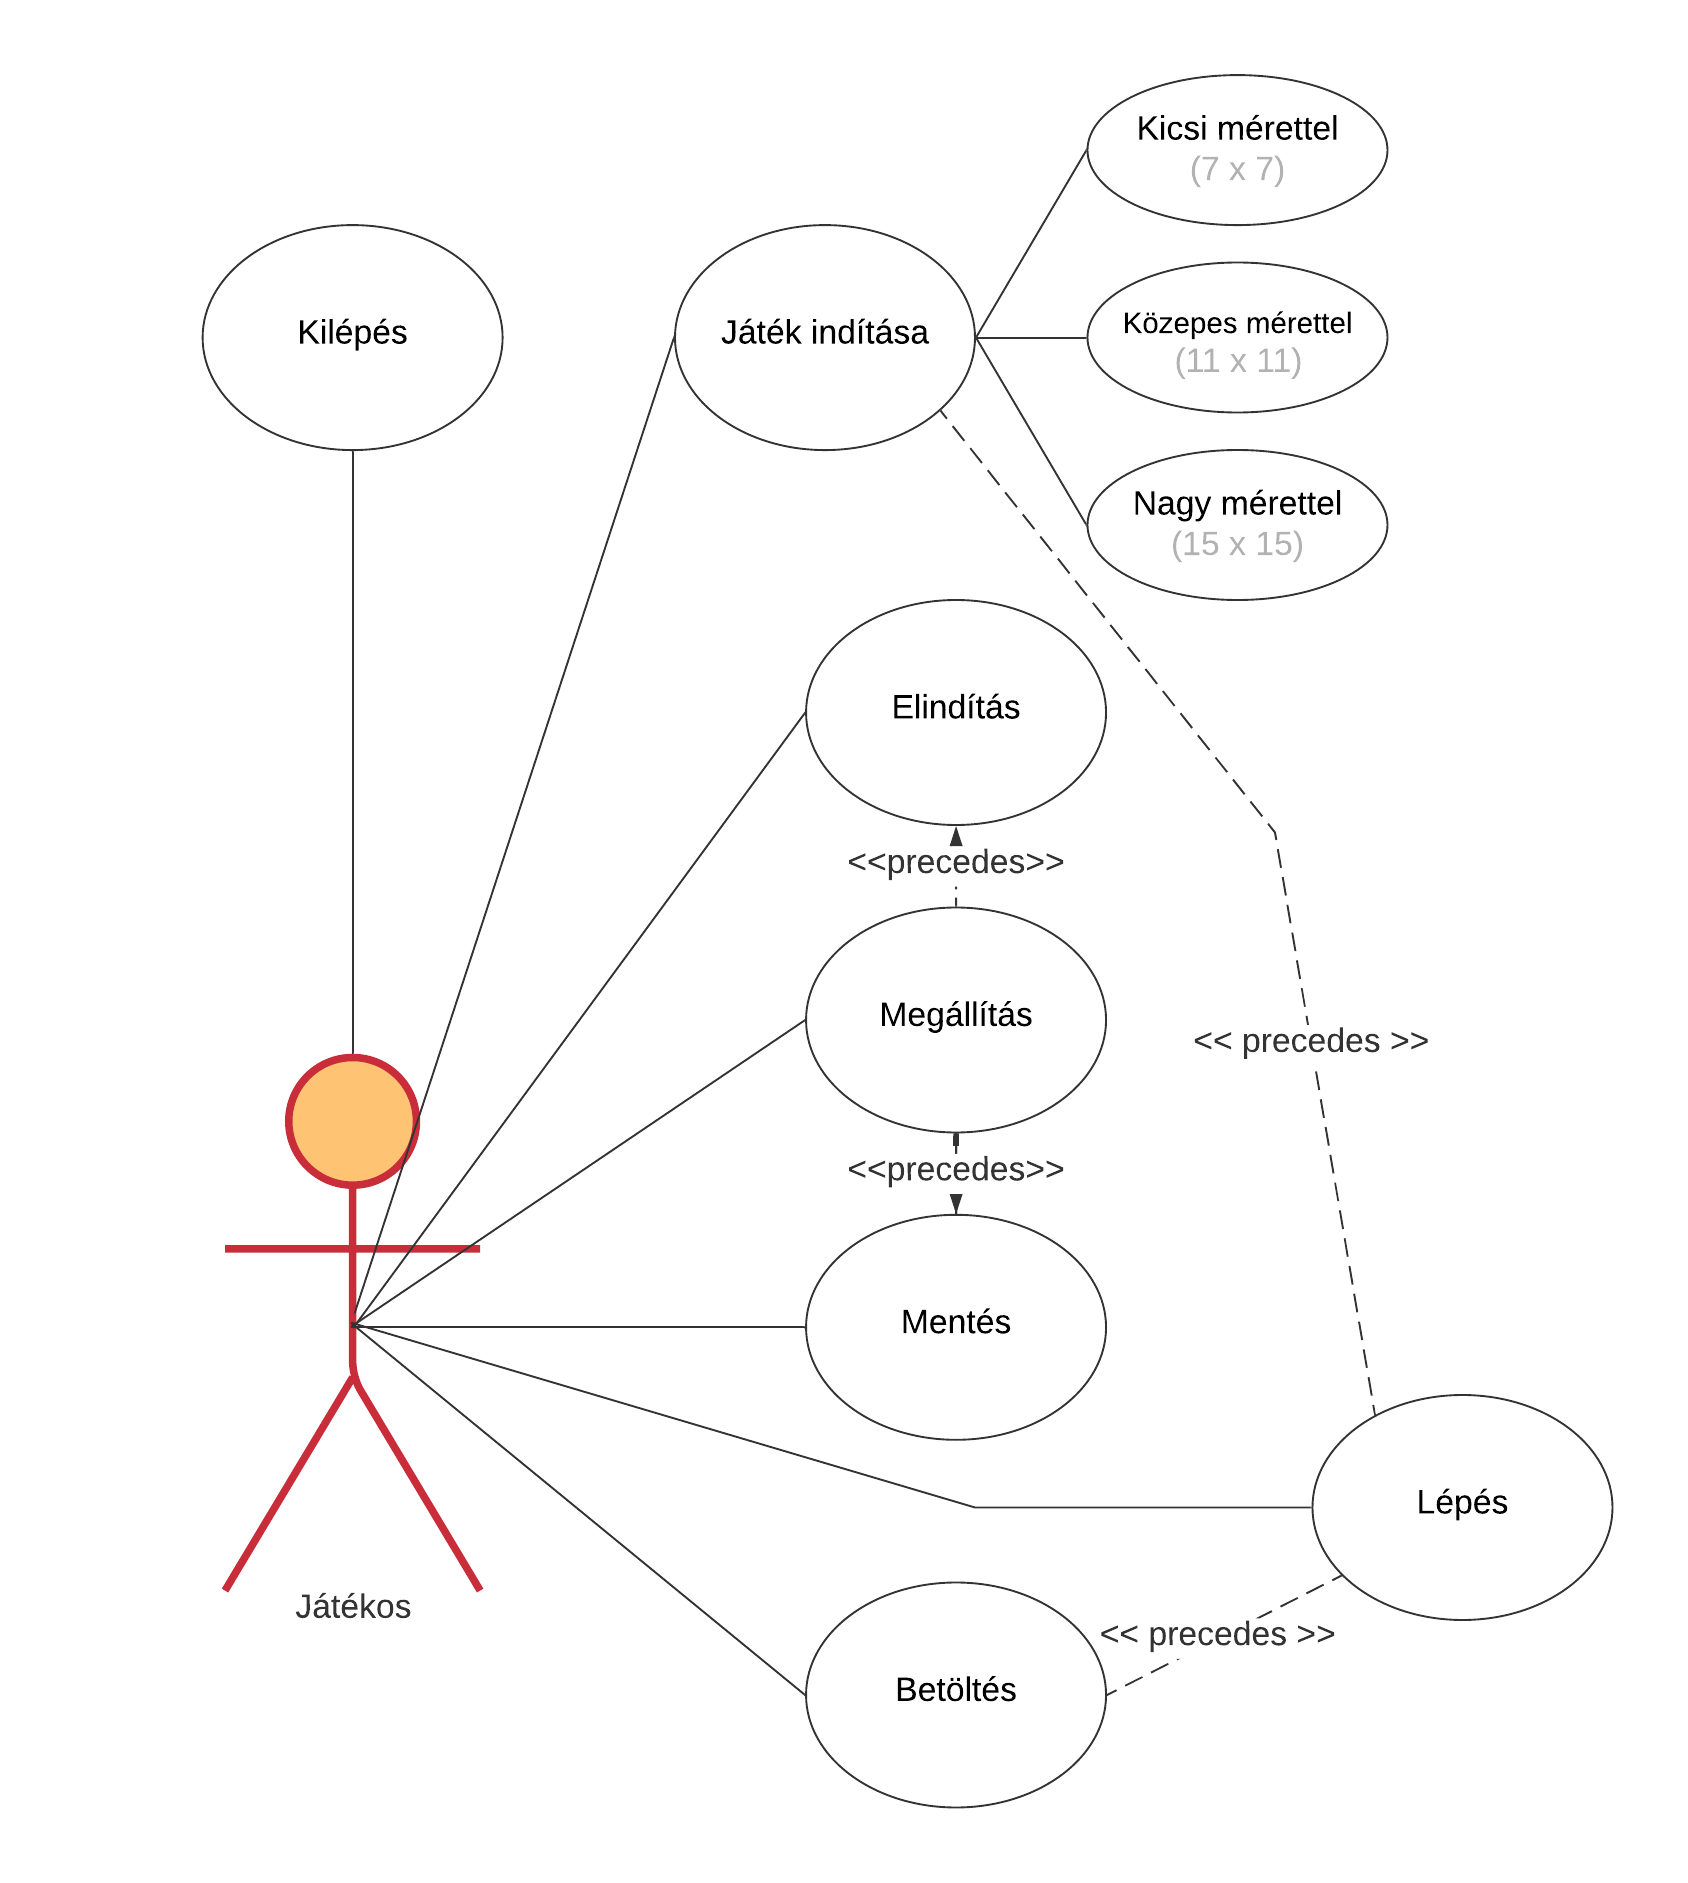 Kicsi mérettel
(7 x 7)
Kilépés
Játék indítása
Közepes mérettel
(11 x 11)
Nagy mérettel
(15 x 15)
Elindítás
<<precedes>>
Megállítás
<< precedes >>
<<precedes>>
Mentés
Lépés
Játékos
<< precedes >>
Betöltés